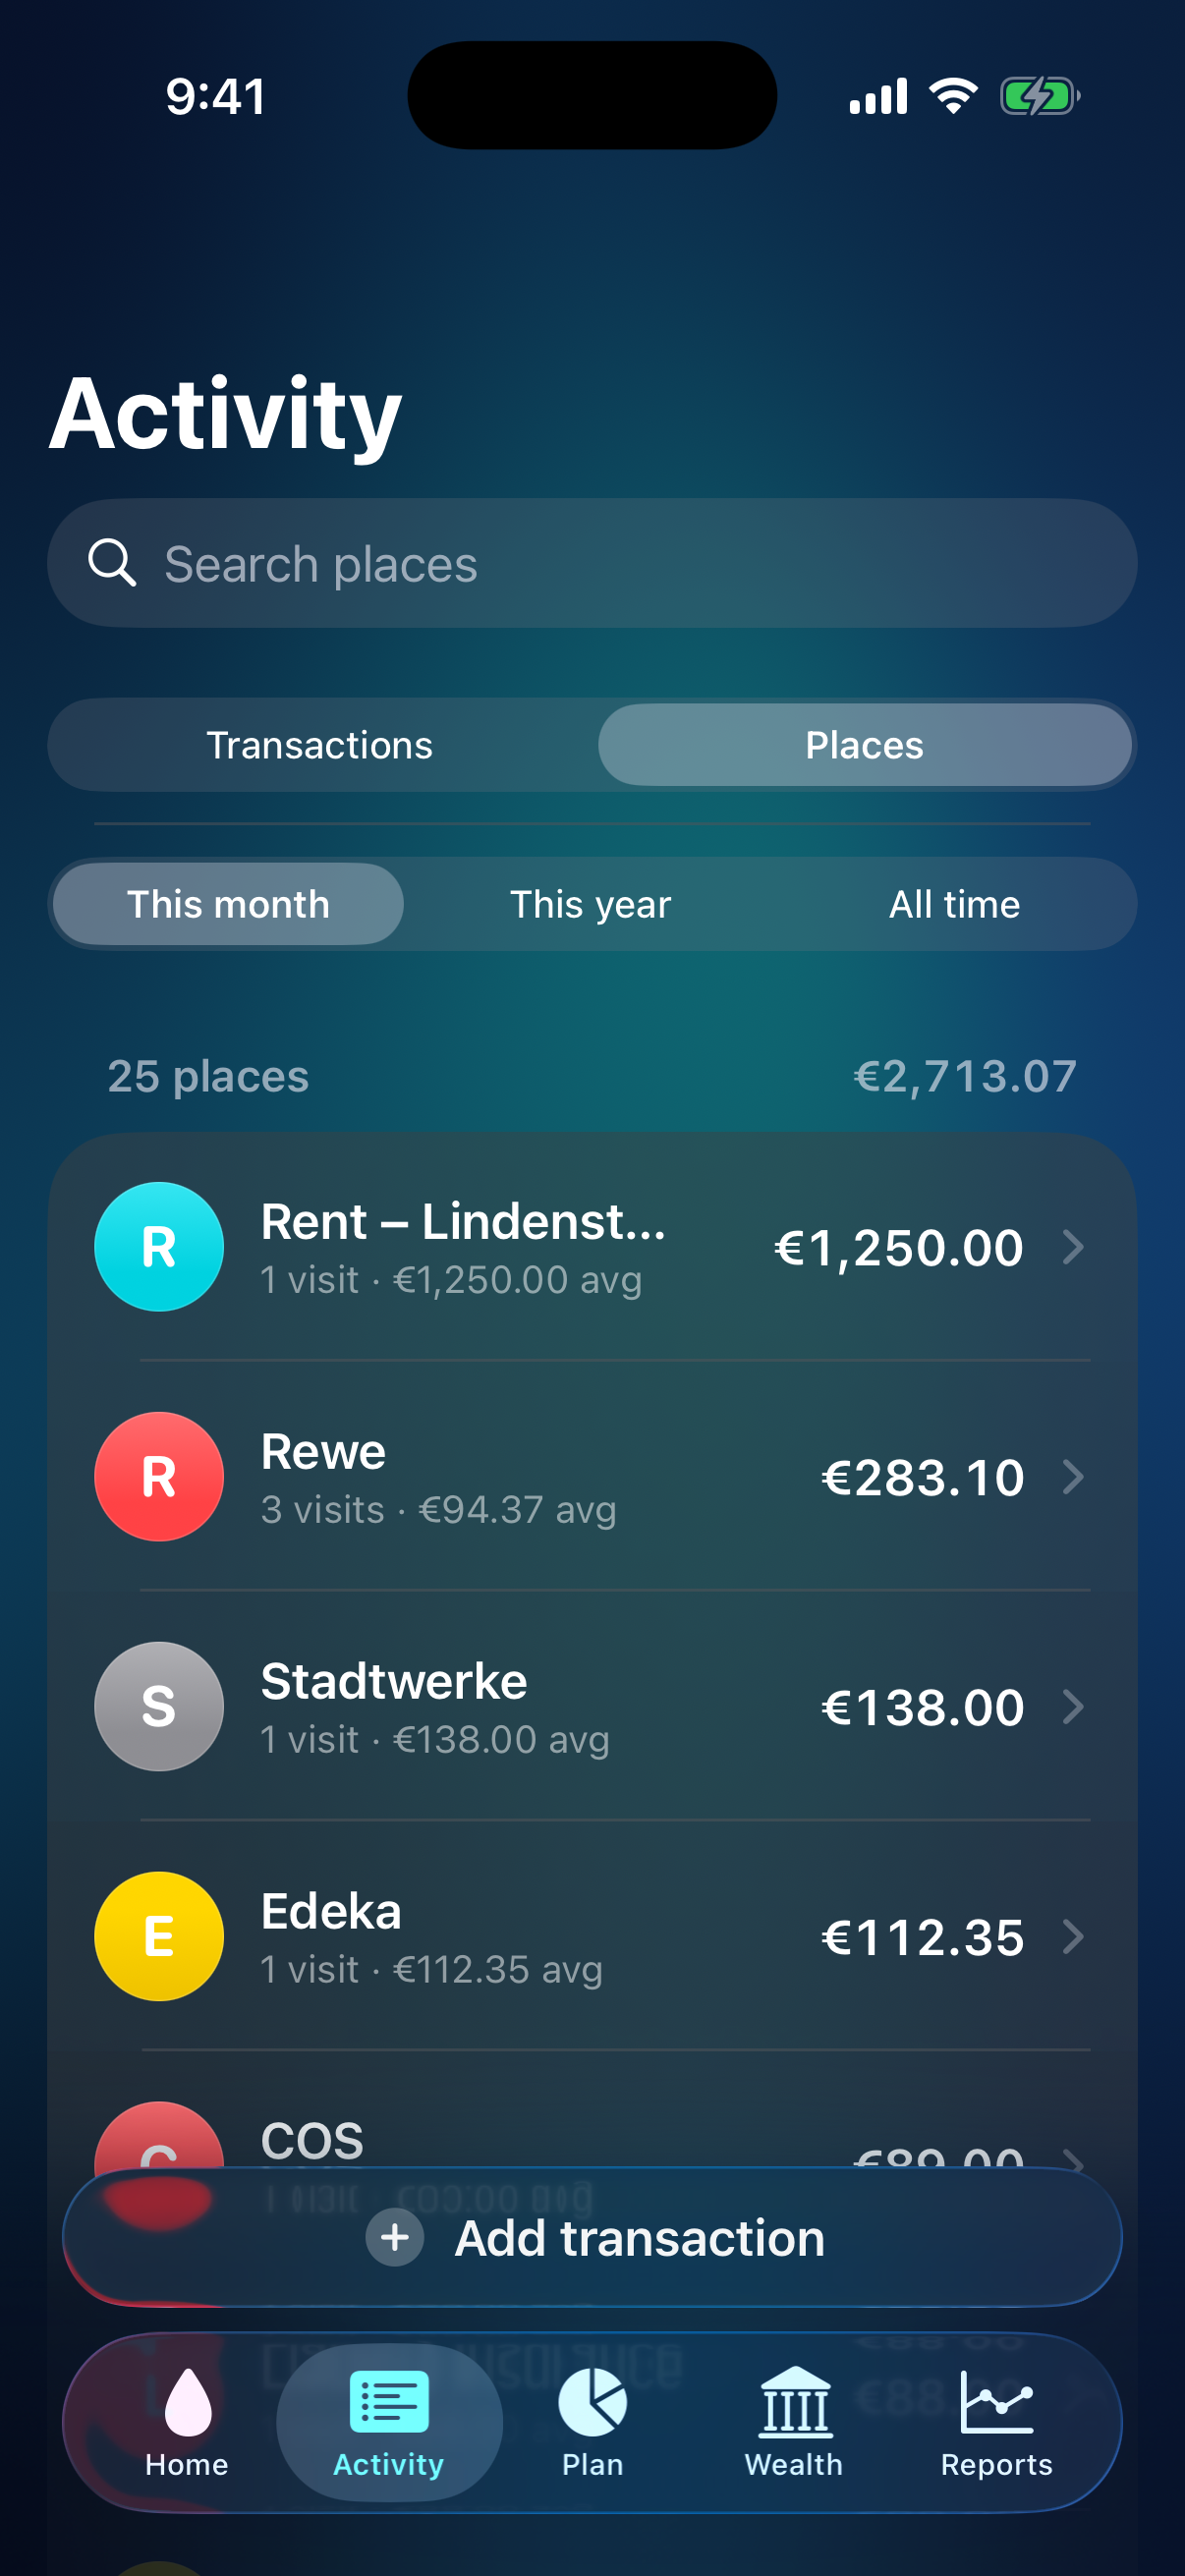 9:41
Activity
Search places
Transactions
Places
This month
This year
All time
25 places
€2,713.07
R
Rent – Lindenst...
€1,250.00
1 visit · €1,250.00 avg
R
Rewe
€283.10
3 visits · €94.37 avg
S
Stadtwerke
€138.00
1 visit · €138.00 avg
E
Edeka
€112.35
1 visit · €112.35 avg
C
COS
€89.00
Add transaction
Home
Activity
Plan
Wealth
Reports